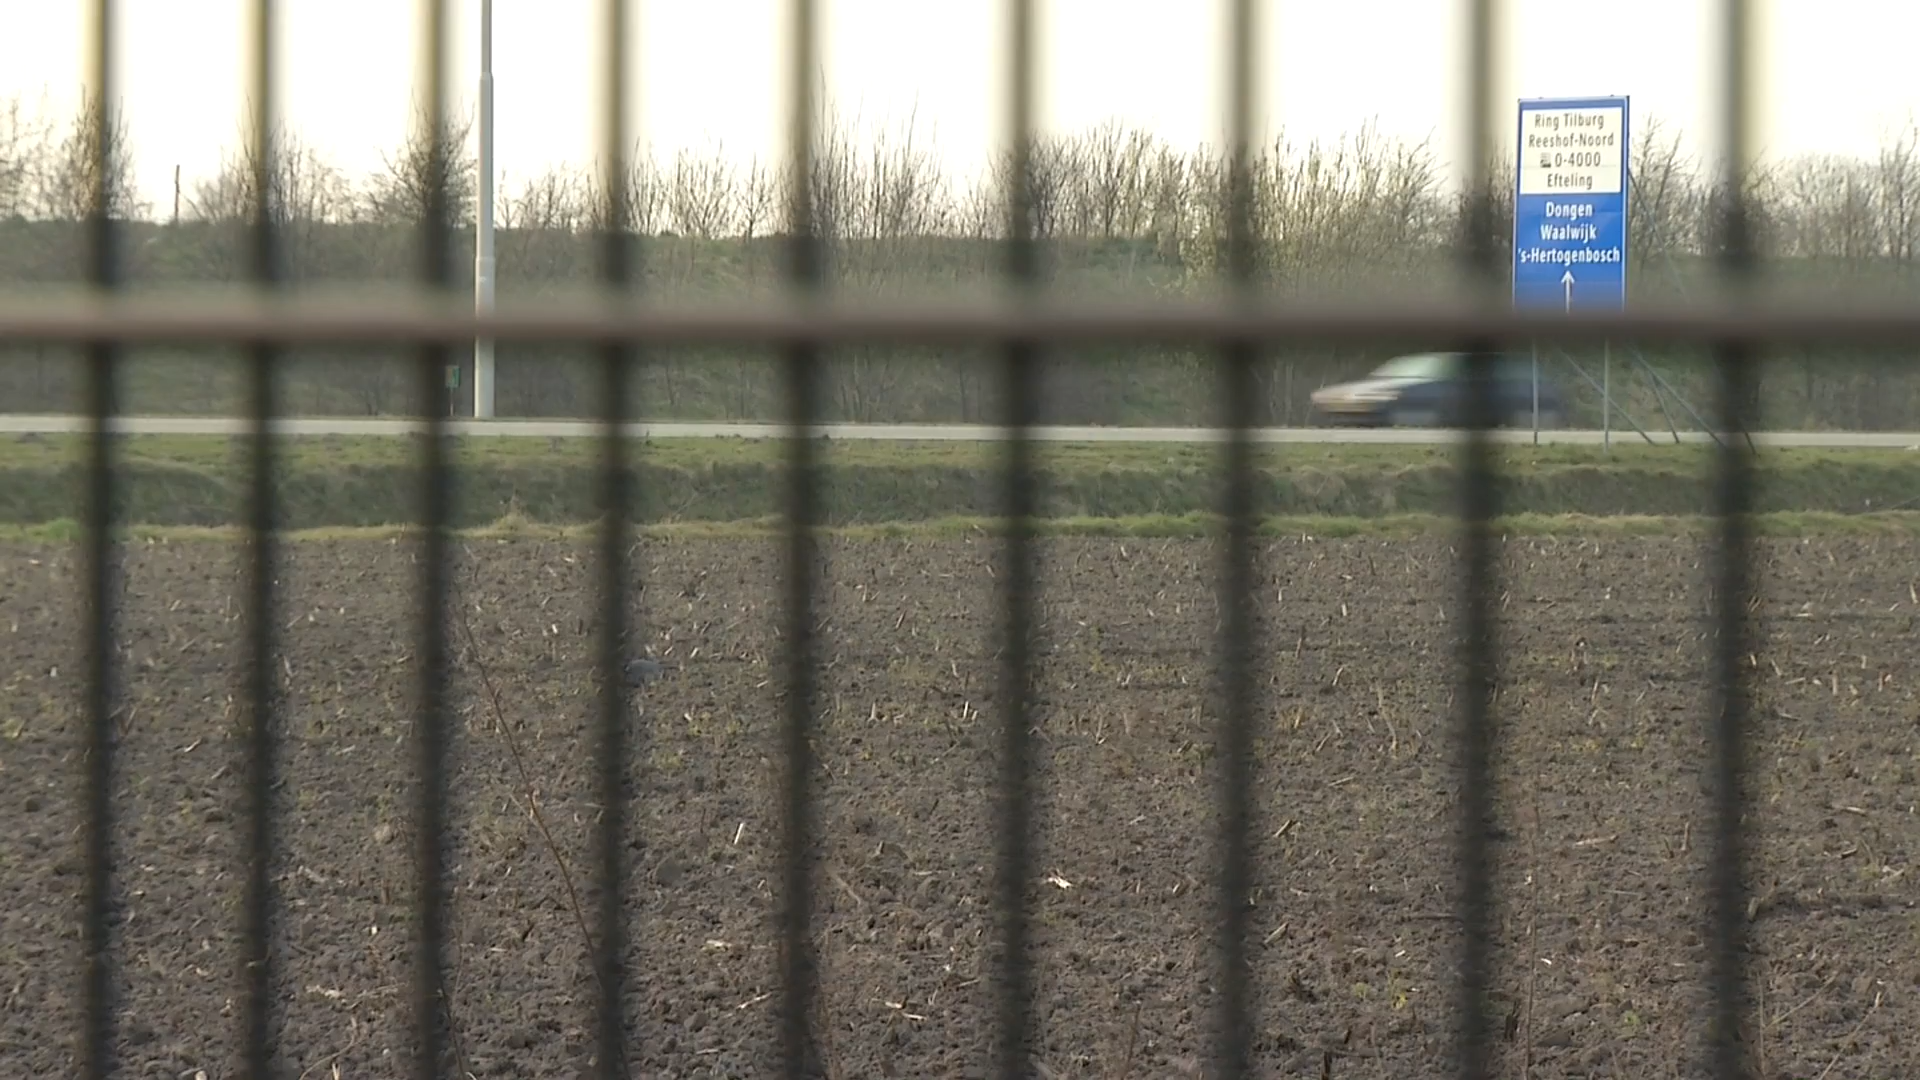 Ring Tilburg
Reeshof-Noord
0-4000
Efteling
Dongen
Waalwijk
's-Hertogenbosch